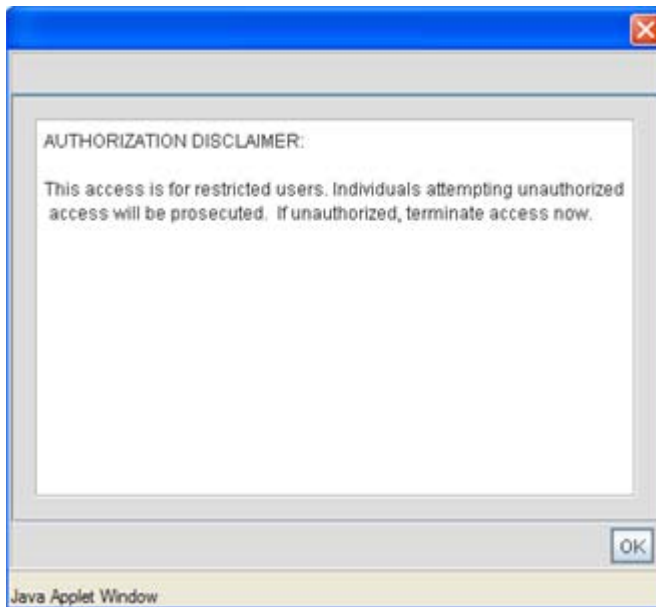 AUTHORIZATION DISCLAIMER:
This access is for restricted users. Individuals attempting unauthorized
access will be prosecuted. If unauthorized, terminate access now.
OK
Java Applet Window